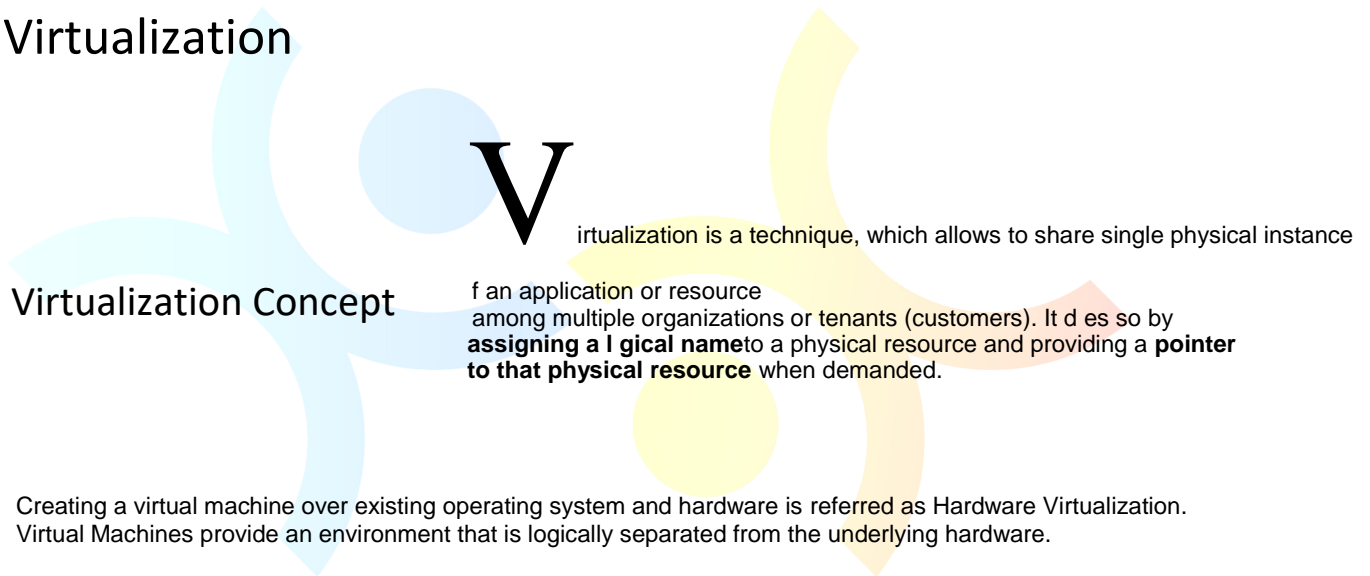 Virtualization
V
irtualization is a technique, which allows to share single physical instance
Virtualization Concept
f an application or resource
among multiple organizations or tenants (customers). It d es so by
assigning a l gical nameto a physical resource and providing a pointer
to that physical resource when demanded.
Creating a virtual machine over existing operating system and hardware is referred as Hardware Virtualization.
Virtual Machines provide an environment that is logically separated from the underlying hardware.